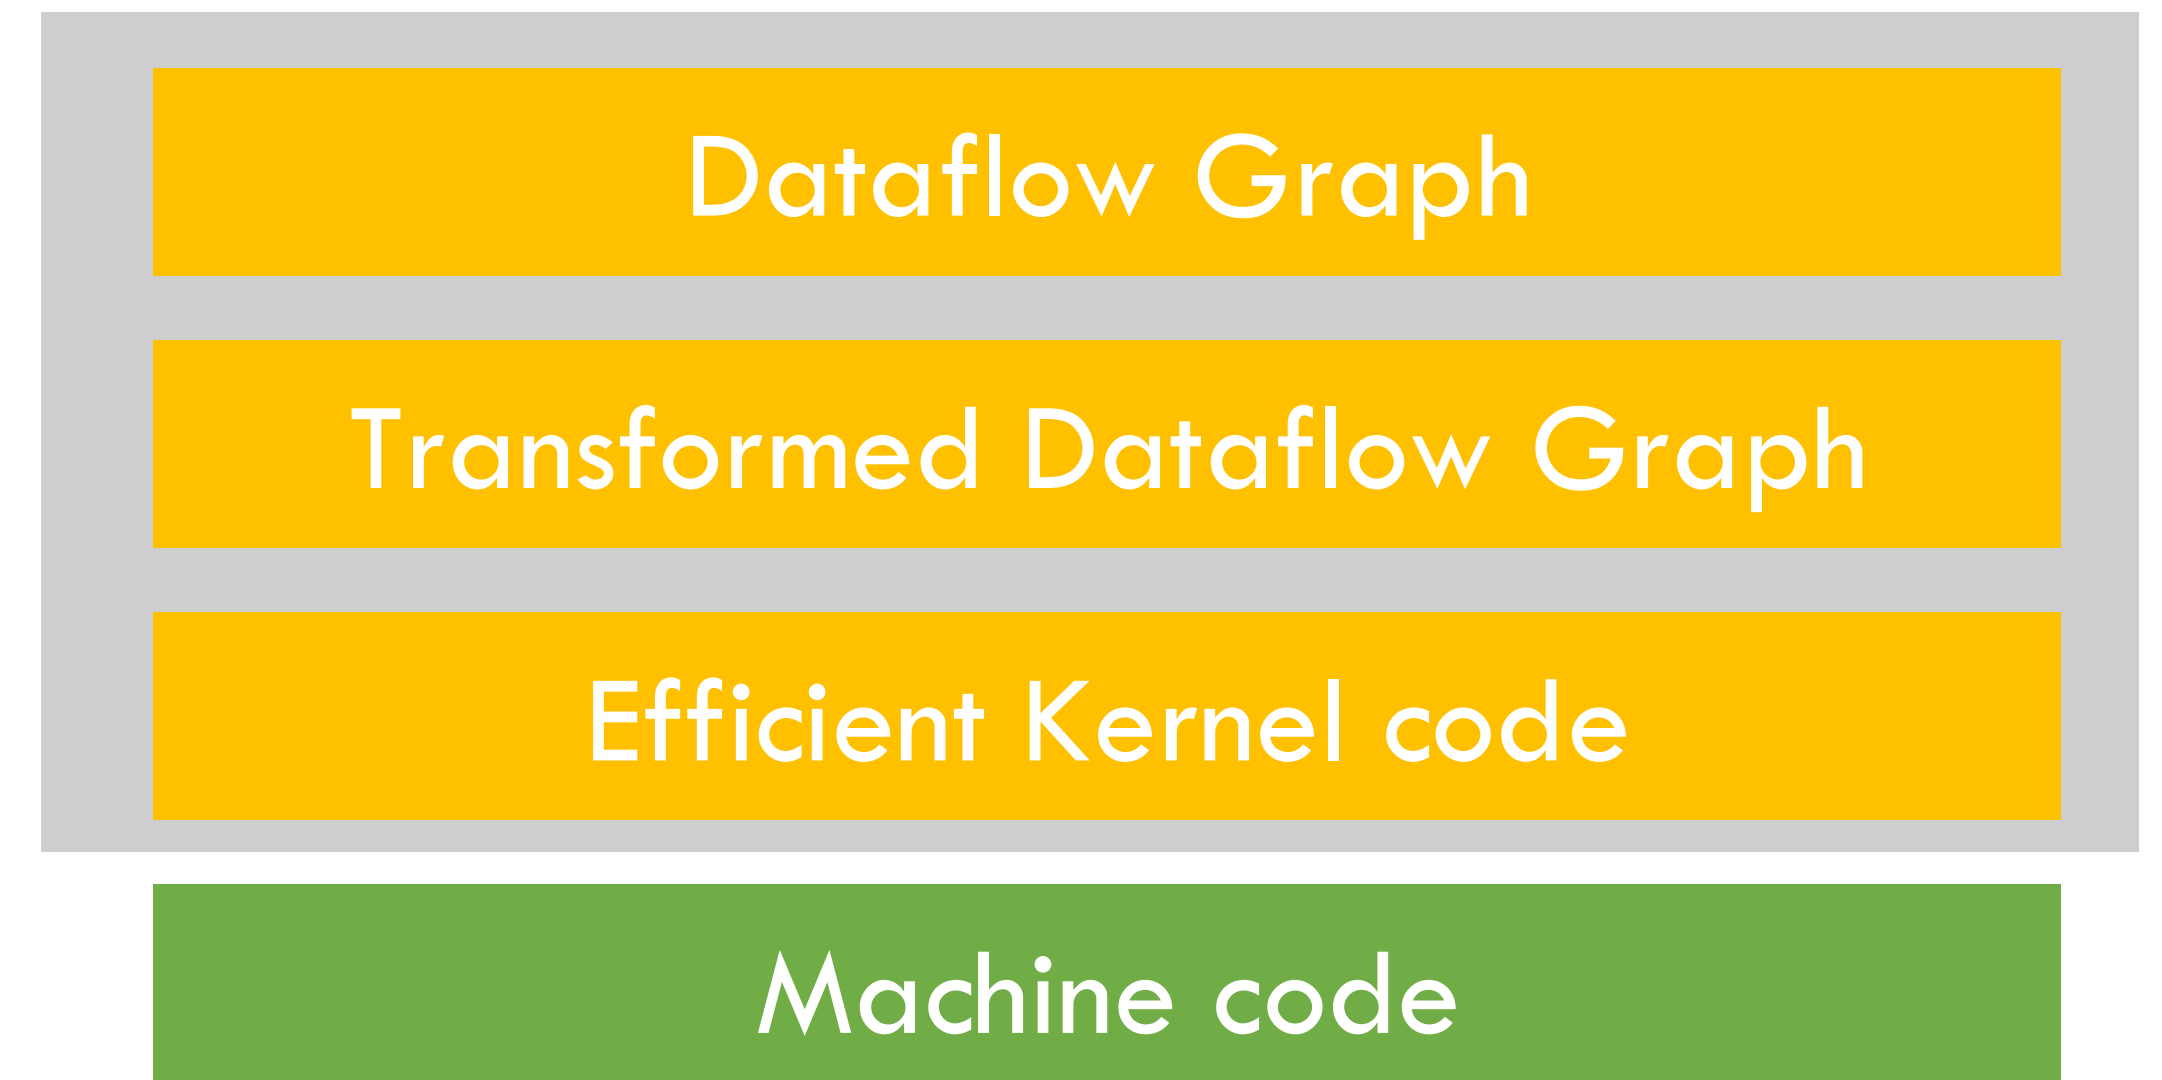 Dataflow Graph
Transformed Dataflow Graph
Efficient Kernel code
Machine code